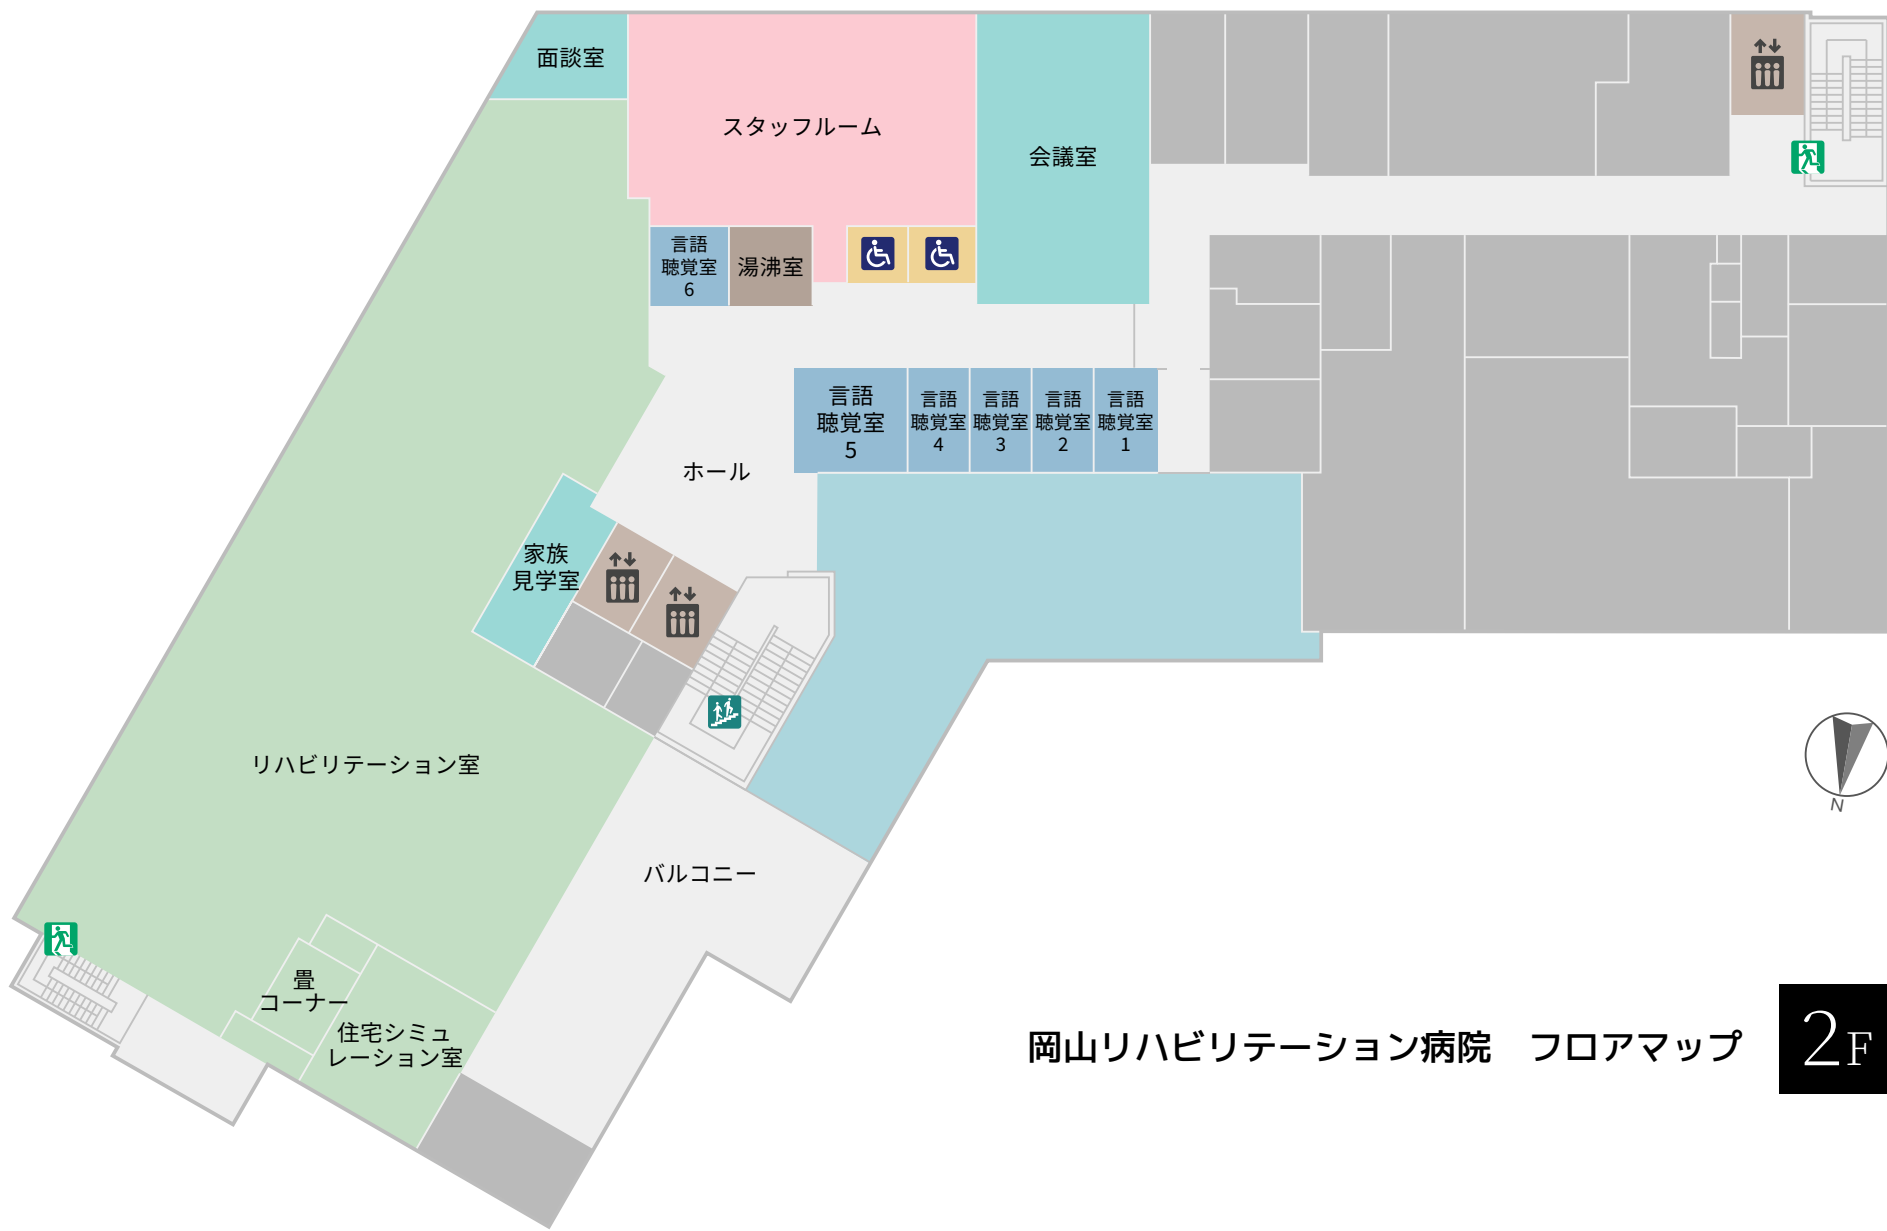 面談室
スタッフルーム
会議室
言語
聴覚室
6
湯沸室
言語
聴覚室
5
言語
聴覚室
4
言語
聴覚室
3
言語
聴覚室
2
言語
聴覚室
1
ホール
家族
見学室
リハビリテーション室
バルコニー
畳
コーナー
住宅シミュ
レーション室
N
岡山リハビリテーション病院　フロアマップ
2F